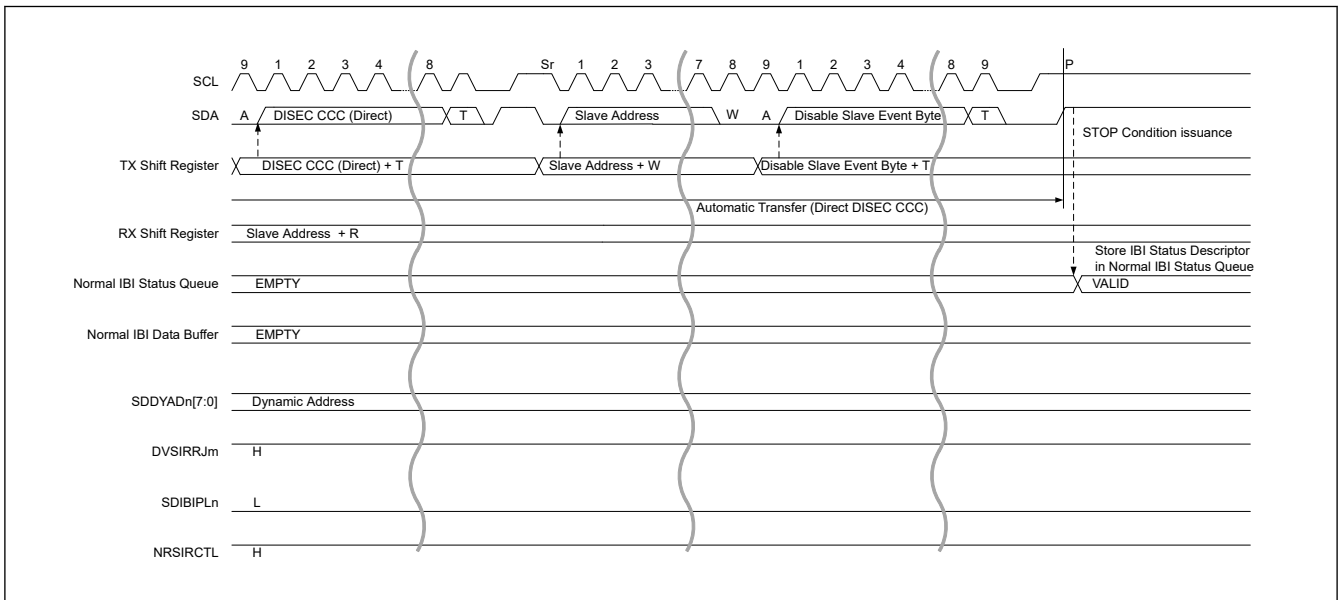 SCL 9 1 2 3 4 8 Sr 1 2 3 7 8 9 1 2 3 4 8 9 P
SDA A DISEC CCC (Direct) T Slave Address W A Disable Slave Event Byte T
STOP Condition issuance
TX Shift Register DISEC CCC (Direct) + T Slave Address + W Disable Slave Event Byte + T
Automatic Transfer (Direct DISEC CCC)
RX Shift Register Slave Address + R
Store IBI Status Descriptor
in Normal IBI Status Queue
Normal IBI Status Queue EMPTY VALID
Normal IBI Data Buffer EMPTY
SDDYADn[7:0] Dynamic Address
DVSIRRJm H
SDIBIPLn L
NRSIRCTL H